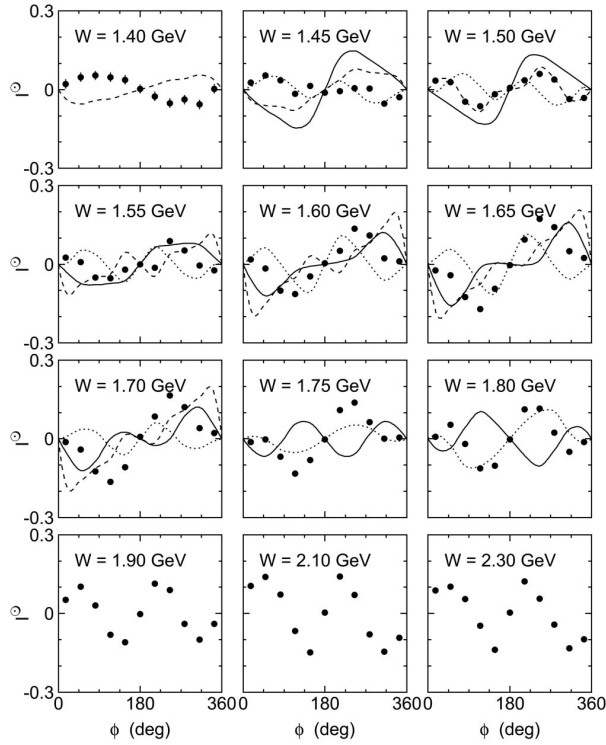 0.3
W = 1.40 GeV
W = 1.45 GeV
W = 1.50 GeV
I⊙
0
-0.3
0.3
W = 1.55 GeV
W = 1.60 GeV
W = 1.65 GeV
I⊙
0
-0.3
0.3
W = 1.70 GeV
W = 1.75 GeV
W = 1.80 GeV
I⊙
0
-0.3
0.3
W = 1.90 GeV
W = 2.10 GeV
W = 2.30 GeV
I⊙
0
-0.3
0 180 360 0 180 360 0 180 360
ϕ (deg) ϕ (deg) ϕ (deg)